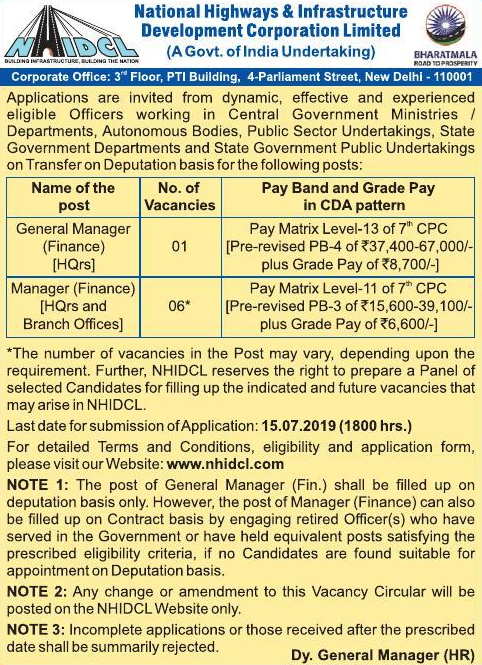 National Highways & Infrastructure
Development Corporation Limited
(A Govt. of India Undertaking)
NHIDCL
BUILDING INFRASTRUCTURE, BUILDING THE NATION
BHARATMALA
ROAD TO PROSPERITY
Corporate Office: 3rd Floor, PTI Building, 4-Parliament Street, New Delhi - 110001
Applications are invited from dynamic, effective and experienced
eligible Officers working in Central Government Ministries /
Departments, Autonomous Bodies, Public Sector Undertakings, State
Government Departments and State Government Public Undertakings
on Transfer on Deputation basis for the following posts:
Name of the post | No. of Vacancies | Pay Band and Grade Pay in CDA pattern
General Manager (Finance) [HQrs] | 01 | Pay Matrix Level-13 of 7th CPC [Pre-revised PB-4 of ₹37,400-67,000/- plus Grade Pay of ₹8,700/-]
Manager (Finance) [HQrs and Branch Offices] | 06* | Pay Matrix Level-11 of 7th CPC [Pre-revised PB-3 of ₹15,600-39,100/- plus Grade Pay of ₹6,600/-]
*The number of vacancies in the Post may vary, depending upon the
requirement. Further, NHIDCL reserves the right to prepare a Panel of
selected Candidates for filling up the indicated and future vacancies that
may arise in NHIDCL.
Last date for submission of Application: 15.07.2019 (1800 hrs.)
For detailed Terms and Conditions, eligibility and application form,
please visit our Website: www.nhidcl.com
NOTE 1: The post of General Manager (Fin.) shall be filled up on
deputation basis only. However, the post of Manager (Finance) can also
be filled up on Contract basis by engaging retired Officer(s) who have
served in the Government or have held equivalent posts satisfying the
prescribed eligibility criteria, if no Candidates are found suitable for
appointment on Deputation basis.
NOTE 2: Any change or amendment to this Vacancy Circular will be
posted on the NHIDCL Website only.
NOTE 3: Incomplete applications or those received after the prescribed
date shall be summarily rejected.
Dy. General Manager (HR)